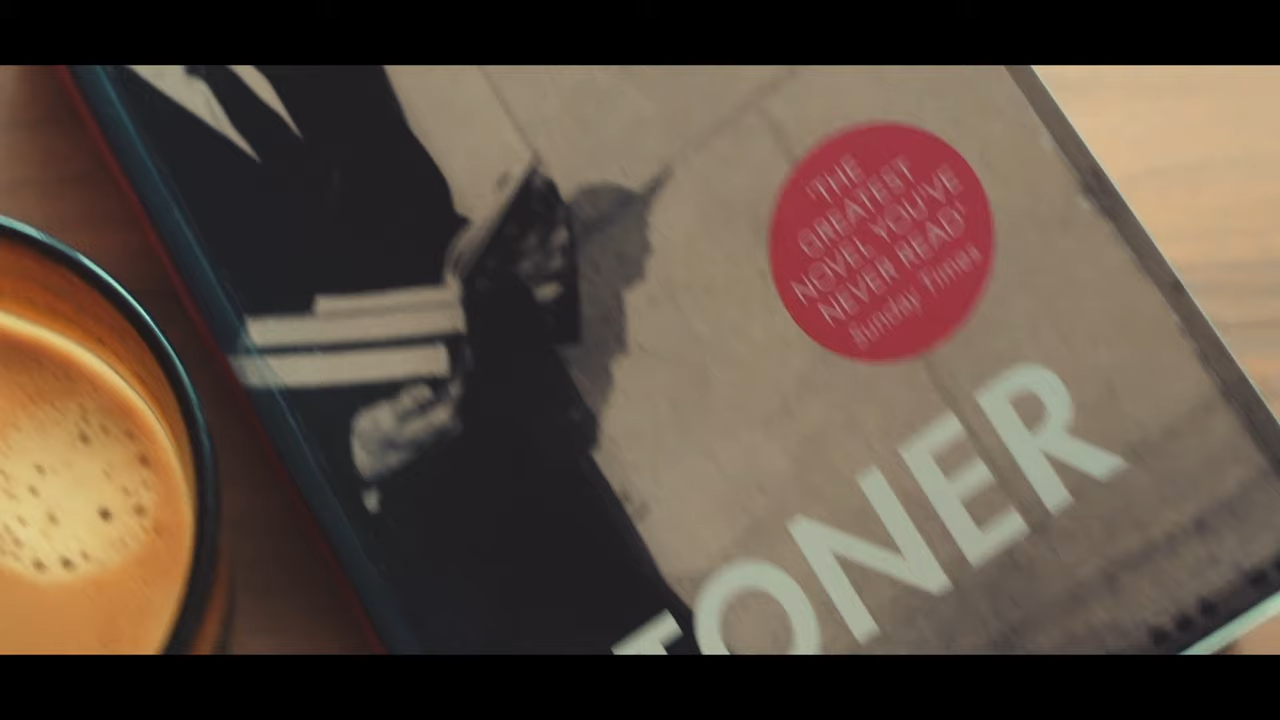 'THE
GREATEST
NOVEL YOU'VE
NEVER READ'
Sunday Times
TONER